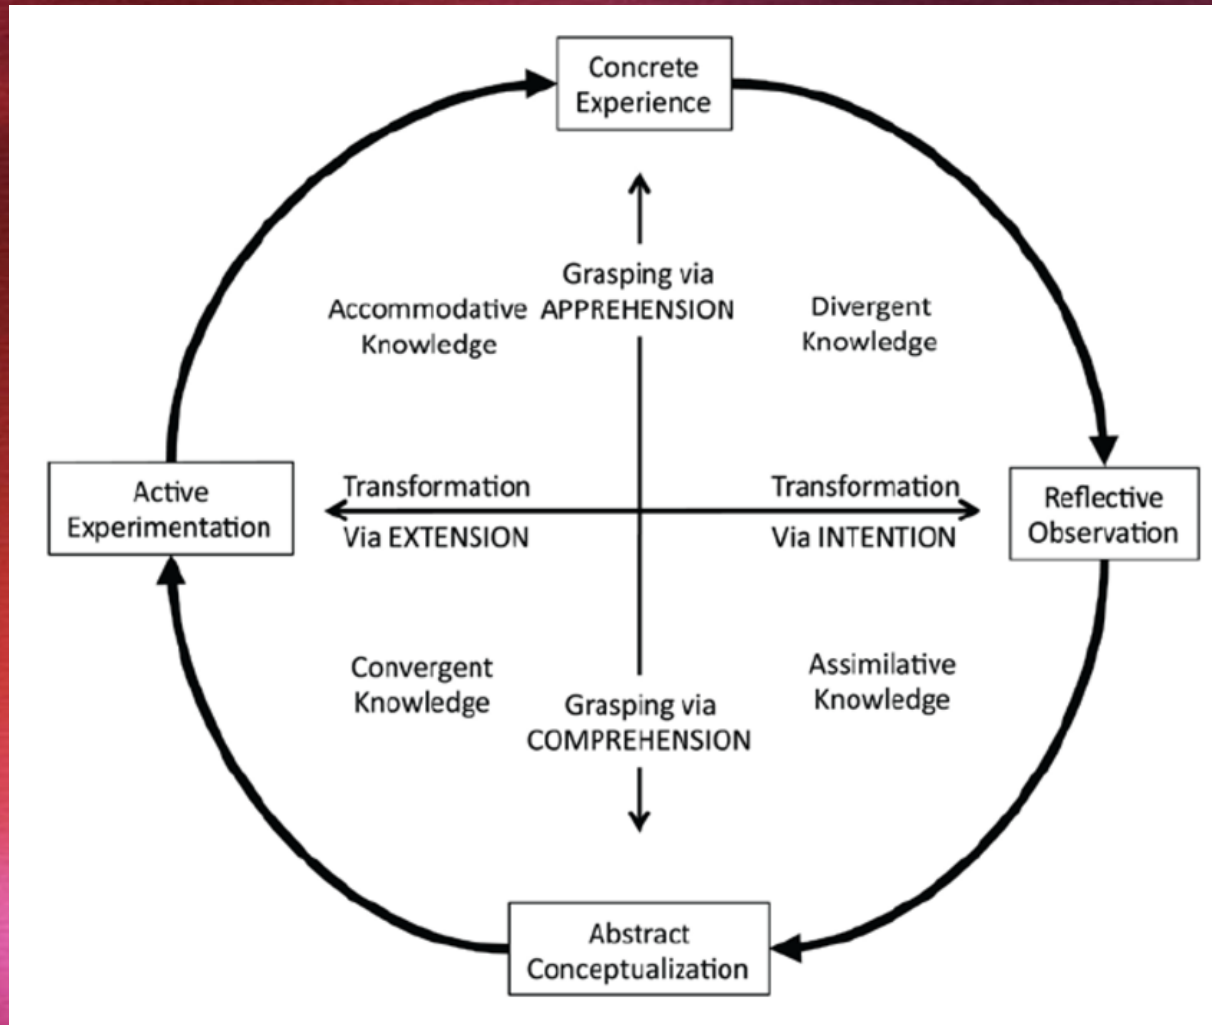 Concrete
Experience
Grasping via
APPREHENSION
Accommodative
Knowledge
Divergent
Knowledge
Active
Experimentation
Transformation
Via EXTENSION
Transformation
Via INTENTION
Reflective
Observation
Convergent
Knowledge
Grasping via
COMPREHENSION
Assimilative
Knowledge
Abstract
Conceptualization